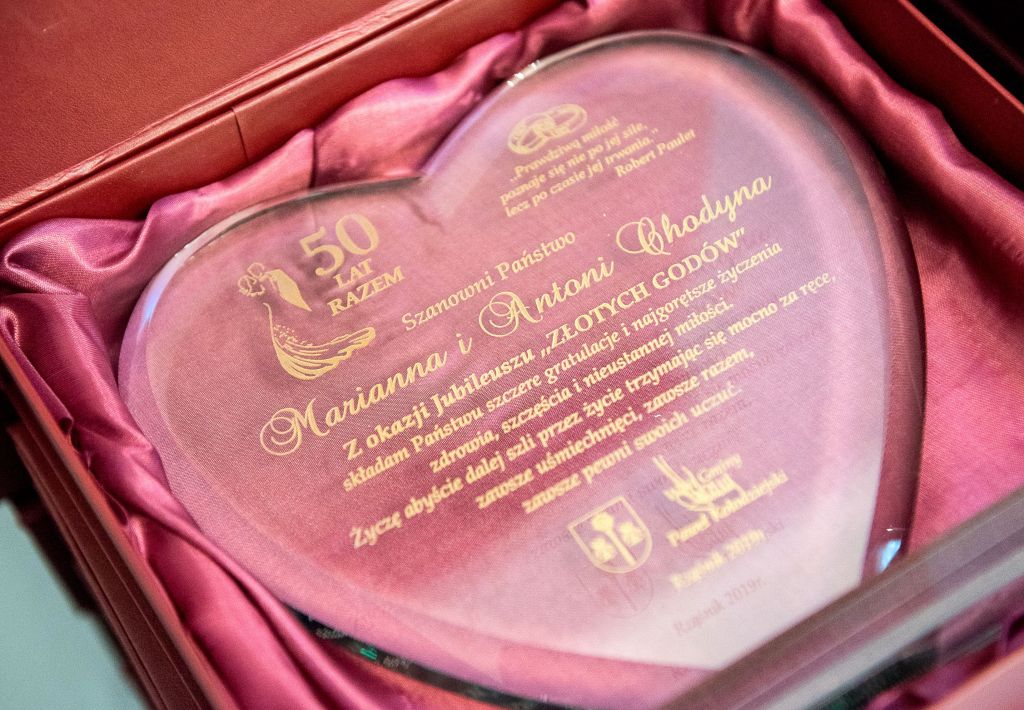 50
LAT
RAZEM
„Prawdziwą miłość
poznaje się nie po jej sile,
lecz po czasie jej trwania.”
Robert Paulet
Szanowni Państwo
Marianna i Antoni Chodyna
Z okazji Jubileuszu „ZŁOTYCH GODÓW”
składam Państwu szczere gratulacje i najgorętsze życzenia
zdrowia, szczęścia i nieustannej miłości.
Życzę abyście dalej szli przez życie trzymając się mocno za ręce,
zawsze uśmiechnięci, zawsze razem,
zawsze pewni swoich uczuć.
Gminy
Paweł Kołodziejski
Rząśnik 2019r.